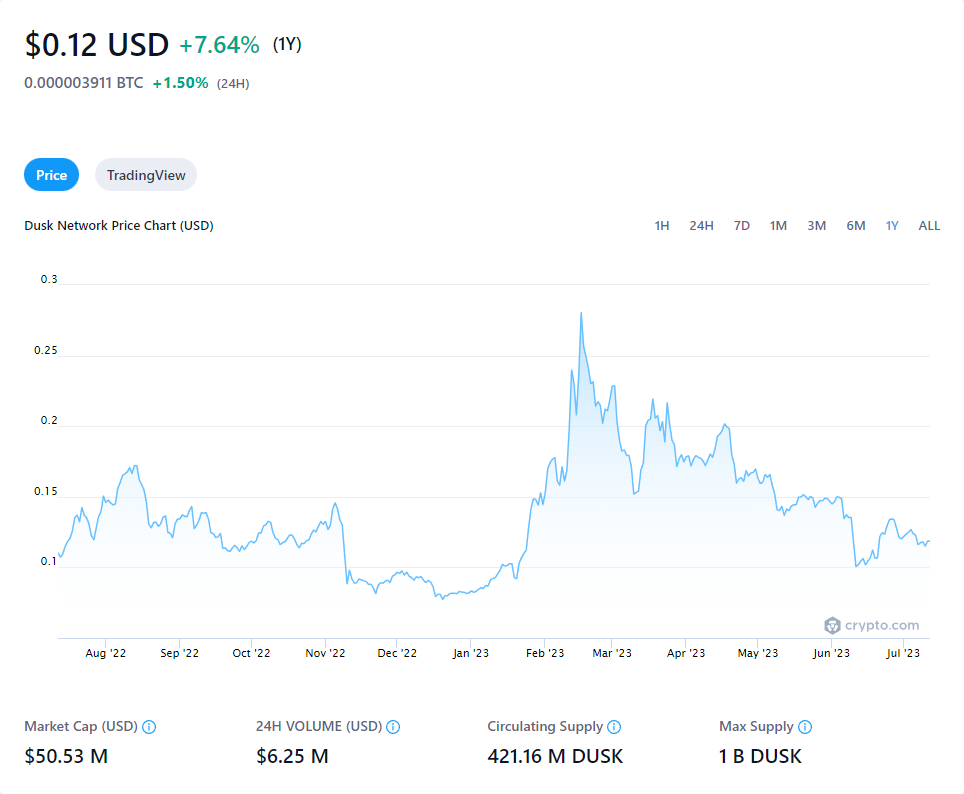 $0.12 USD +7.64% (1Y)
0.000003911 BTC +1.50% (24H)
Price TradingView
Dusk Network Price Chart (USD) 1H 24H 7D 1M 3M 6M 1Y ALL
0.3
0.25
0.2
0.15
0.1
crypto.com
Aug '22 Sep '22 Oct '22 Nov '22 Dec '22 Jan '23 Feb '23 Mar '23 Apr '23 May '23 Jun '23 Jul '23
Market Cap (USD) 24H VOLUME (USD) Circulating Supply Max Supply
$50.53 M $6.25 M 421.16 M DUSK 1 B DUSK